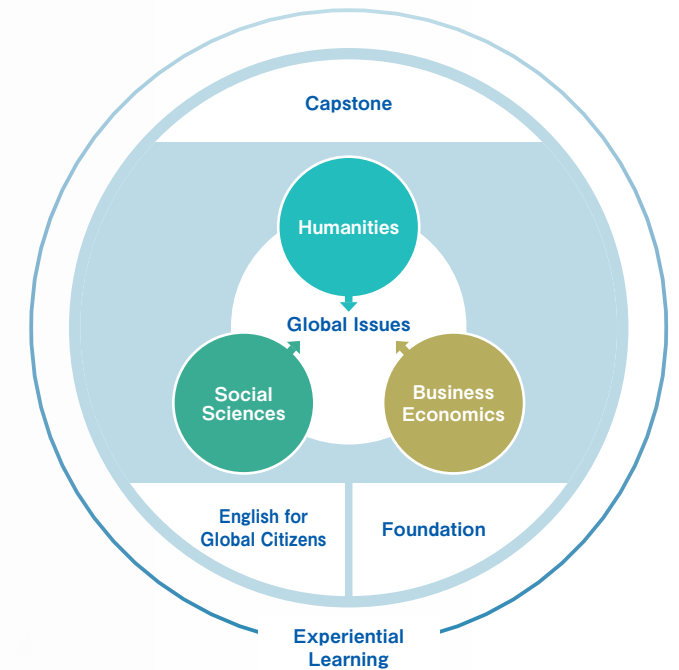 Capstone
Humanities
Global Issues
Social
Sciences
Business
Economics
English for
Global Citizens
Foundation
Experiential
Learning